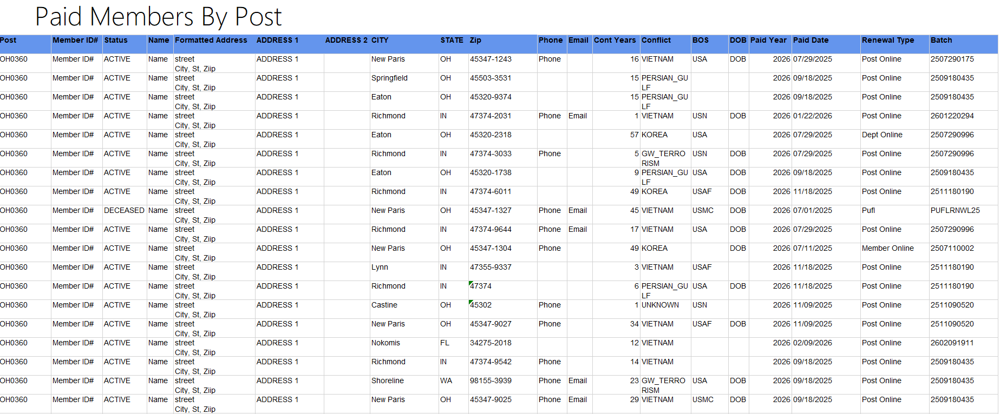 Paid Members By Post
Post Member ID# Status Name Formatted Address ADDRESS 1 ADDRESS 2 CITY STATE Zip Phone Email Cont Years Conflict BOS DOB Paid Year Paid Date Renewal Type Batch
OH0360 Member ID# ACTIVE Name street ADDRESS 1 New Paris OH 45347-1243 Phone 16 VIETNAM USA DOB 2026 07/29/2025 Post Online 2507290175
City, St, Ziip
OH0360 Member ID# ACTIVE Name street ADDRESS 1 Springfield OH 45503-3531 15 PERSIAN_GU 2026 09/18/2025 Post Online 2509180435
City, St, Ziip LF
OH0360 Member ID# ACTIVE Name street ADDRESS 1 Eaton OH 45320-9374 15 PERSIAN_GU 2026 09/18/2025 Post Online 2509180435
City, St, Ziip LF
OH0360 Member ID# ACTIVE Name street ADDRESS 1 Richmond IN 47374-2031 Phone Email 1 VIETNAM USN DOB 2026 01/22/2026 Post Online 2601220294
City, St, Ziip
OH0360 Member ID# ACTIVE Name street ADDRESS 1 Eaton OH 45320-2318 57 KOREA USA 2026 07/29/2025 Dept Online 2507290996
City, St, Ziip
OH0360 Member ID# ACTIVE Name street ADDRESS 1 Richmond IN 47374-3033 Phone 5 GW_TERRO USN DOB 2026 07/29/2025 Post Online 2507290996
City, St, Ziip RISM
OH0360 Member ID# ACTIVE Name street ADDRESS 1 Eaton OH 45320-1738 9 PERSIAN_GU USA DOB 2026 09/18/2025 Post Online 2509180435
City, St, Ziip LF
OH0360 Member ID# ACTIVE Name street ADDRESS 1 Richmond IN 47374-6011 49 KOREA USAF DOB 2026 11/18/2025 Post Online 2511180190
City, St, Ziip
OH0360 Member ID# DECEASED Name street ADDRESS 1 New Paris OH 45347-1327 Phone Email 45 VIETNAM USMC DOB 2026 07/01/2025 Pufl PUFLRNWL25
City, St, Ziip
OH0360 Member ID# ACTIVE Name street ADDRESS 1 Richmond IN 47374-9644 Phone Email 17 VIETNAM USA DOB 2026 07/29/2025 Post Online 2507290996
City, St, Ziip
OH0360 Member ID# ACTIVE Name street ADDRESS 1 New Paris OH 45347-1304 Phone 49 KOREA DOB 2026 07/11/2025 Member Online 2507110002
City, St, Ziip
OH0360 Member ID# ACTIVE Name street ADDRESS 1 Lynn IN 47355-9337 3 VIETNAM USAF 2026 11/18/2025 Post Online 2511180190
City, St, Ziip
OH0360 Member ID# ACTIVE Name street ADDRESS 1 Richmond IN 47374 6 PERSIAN_GU USA DOB 2026 11/18/2025 Post Online 2511180190
City, St, Ziip LF
OH0360 Member ID# ACTIVE Name street ADDRESS 1 Castine OH 45302 Phone 1 UNKNOWN USN 2026 11/09/2025 Post Online 2511090520
City, St, Ziip
OH0360 Member ID# ACTIVE Name street ADDRESS 1 New Paris OH 45347-9027 Phone 34 VIETNAM USAF DOB 2026 11/09/2025 Post Online 2511090520
City, St, Ziip
OH0360 Member ID# ACTIVE Name street ADDRESS 1 Nokomis FL 34275-2018 12 VIETNAM 2026 02/09/2026 Post Online 2602091911
City, St, Ziip
OH0360 Member ID# ACTIVE Name street ADDRESS 1 Richmond IN 47374-9542 Phone 14 VIETNAM 2026 09/18/2025 Post Online 2509180435
City, St, Ziip
OH0360 Member ID# ACTIVE Name street ADDRESS 1 Shoreline WA 98155-3939 Phone Email 23 GW_TERRO USA DOB 2026 09/18/2025 Post Online 2509180435
City, St, Ziip RISM
OH0360 Member ID# ACTIVE Name street ADDRESS 1 New Paris OH 45347-9025 Phone Email 29 VIETNAM USMC DOB 2026 09/18/2025 Post Online 2509180435
City, St, Ziip